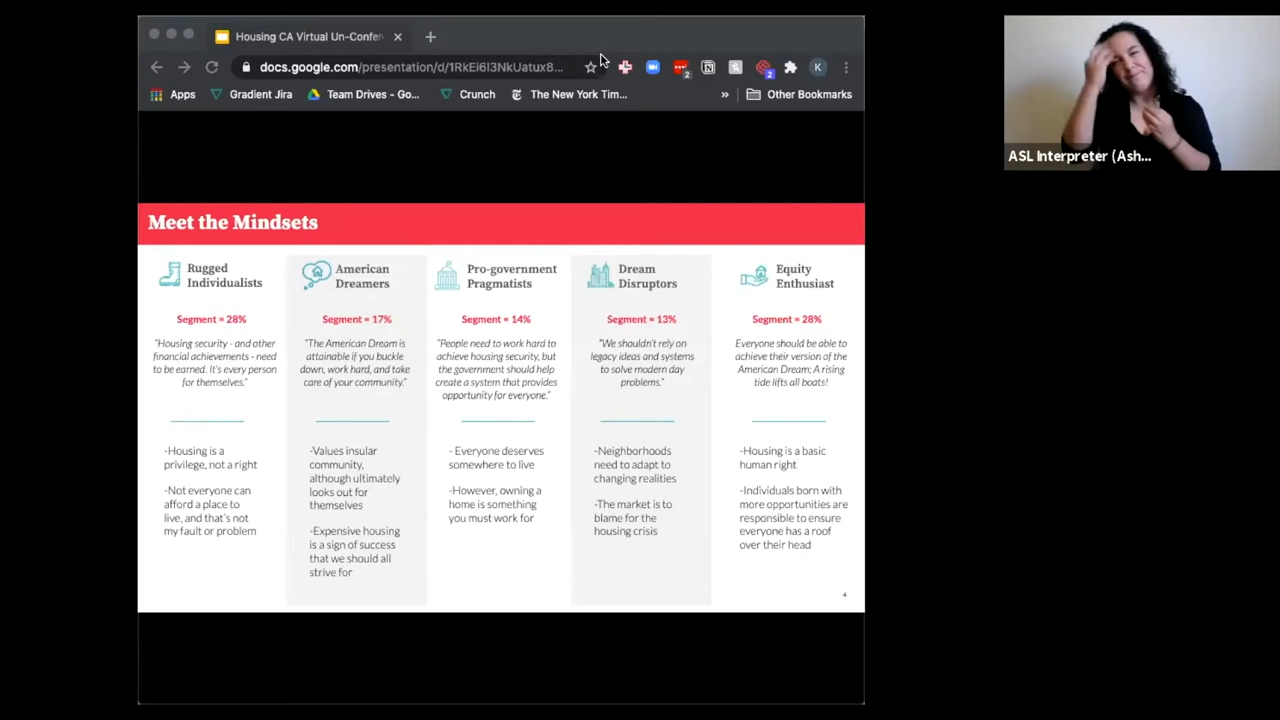 Housing CA Virtual Un-Confer
docs.google.com/presentation/d/1RkEi6I3NkUatux8...
2
2
K
Apps
Gradient Jira
Team Drives - Go...
Crunch
The New York Tim...
»
Other Bookmarks
ASL Interpreter (Ash...
Meet the Mindsets
Rugged
Individualists
Segment = 28%
"Housing security - and other
financial achievements - need
to be earned. It's every person
for themselves."
-Housing is a
privilege, not a right
-Not everyone can
afford a place to
live, and that's not
my fault or problem
American
Dreamers
Segment = 17%
"The American Dream is
attainable if you buckle
down, work hard, and take
care of your community."
-Values insular
community,
although ultimately
looks out for
themselves
-Expensive housing
is a sign of success
that we should all
strive for
Pro-government
Pragmatists
Segment = 14%
"People need to work hard to
achieve housing security, but
the government should help
create a system that provides
opportunity for everyone."
- Everyone deserves
somewhere to live
-However, owning a
home is something
you must work for
Dream
Disruptors
Segment = 13%
"We shouldn't rely on
legacy ideas and systems
to solve modern day
problems."
-Neighborhoods
need to adapt to
changing realities
-The market is to
blame for the
housing crisis
Equity
Enthusiast
Segment = 28%
Everyone should be able to
achieve their version of the
American Dream; A rising
tide lifts all boats!
-Housing is a basic
human right
-Individuals born with
more opportunities are
responsible to ensure
everyone has a roof
over their head
4